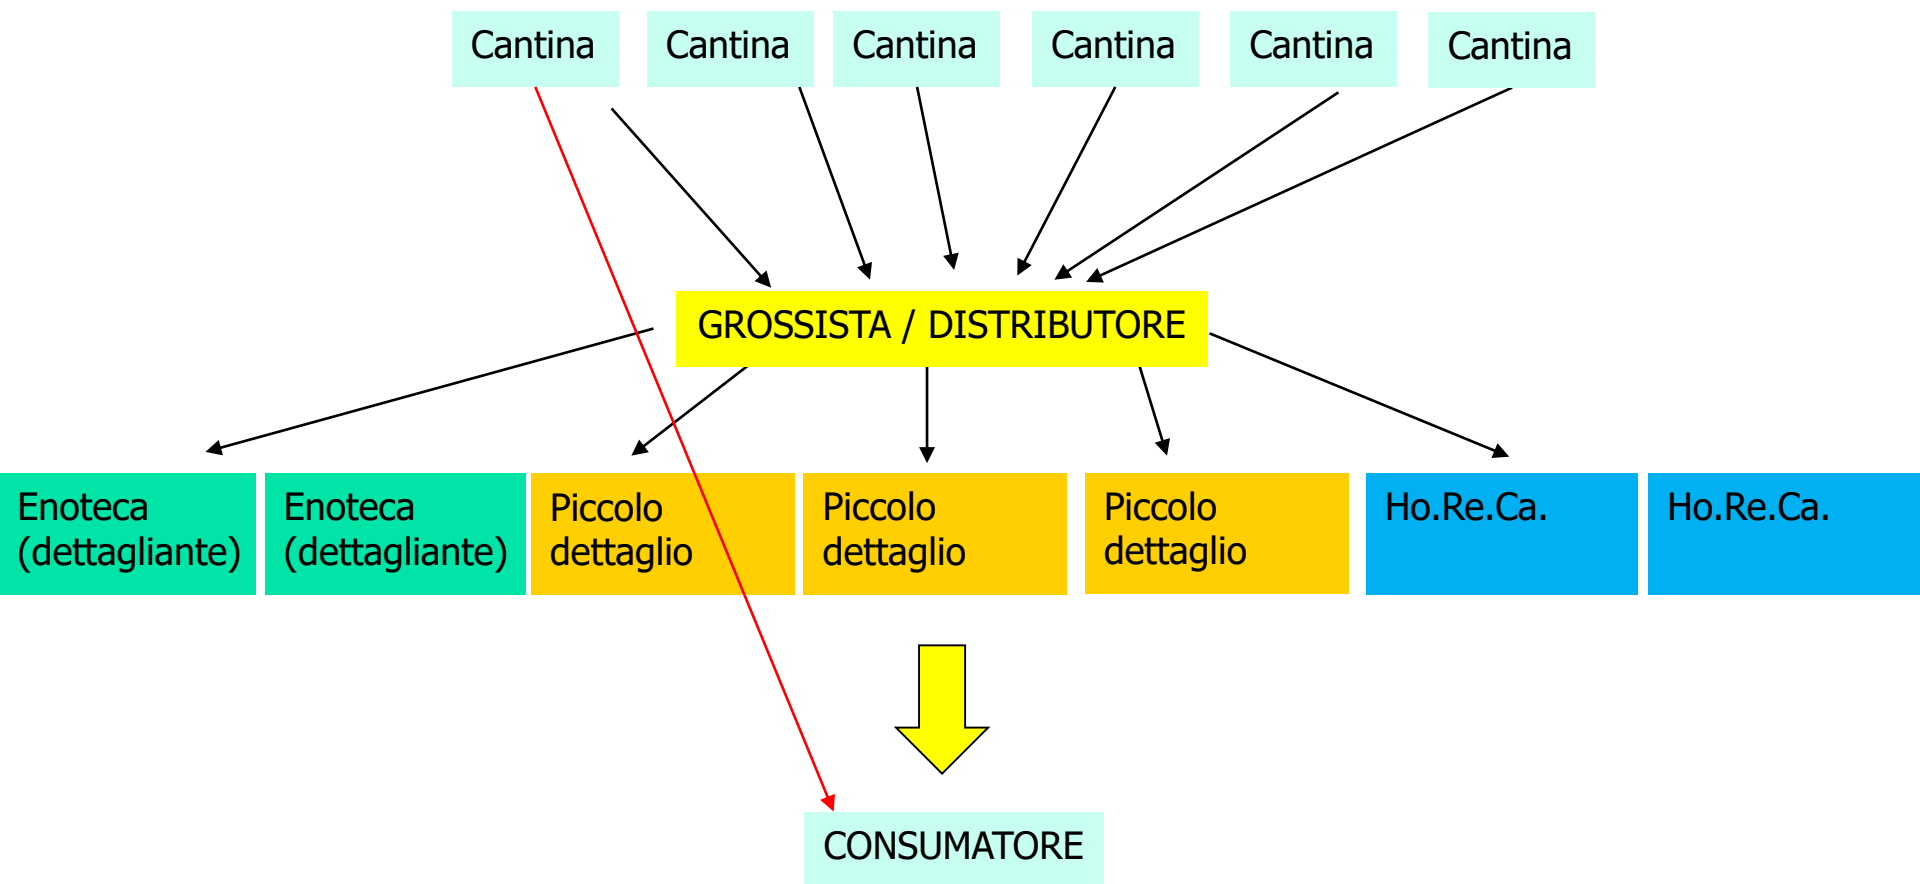 Cantina
Cantina
Cantina
Cantina
Cantina
Cantina
GROSSISTA / DISTRIBUTORE
Enoteca
(dettagliante)
Enoteca
(dettagliante)
Piccolo
dettaglio
Piccolo
dettaglio
Piccolo
dettaglio
Ho.Re.Ca.
Ho.Re.Ca.
CONSUMATORE